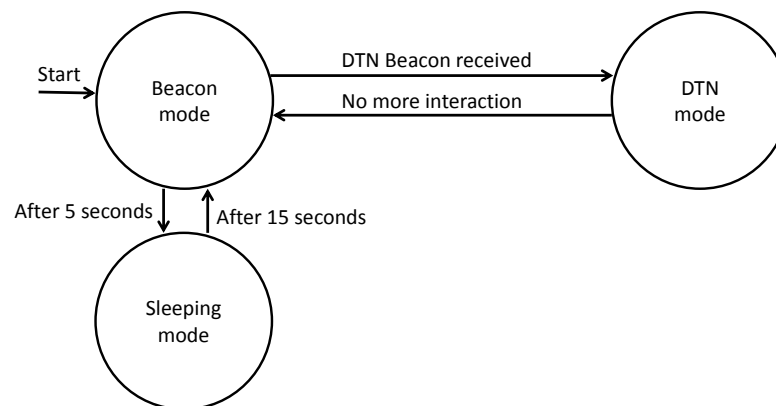 Start
Beacon
mode
DTN Beacon received
No more interaction
DTN
mode
After 5 seconds
After 15 seconds
Sleeping
mode